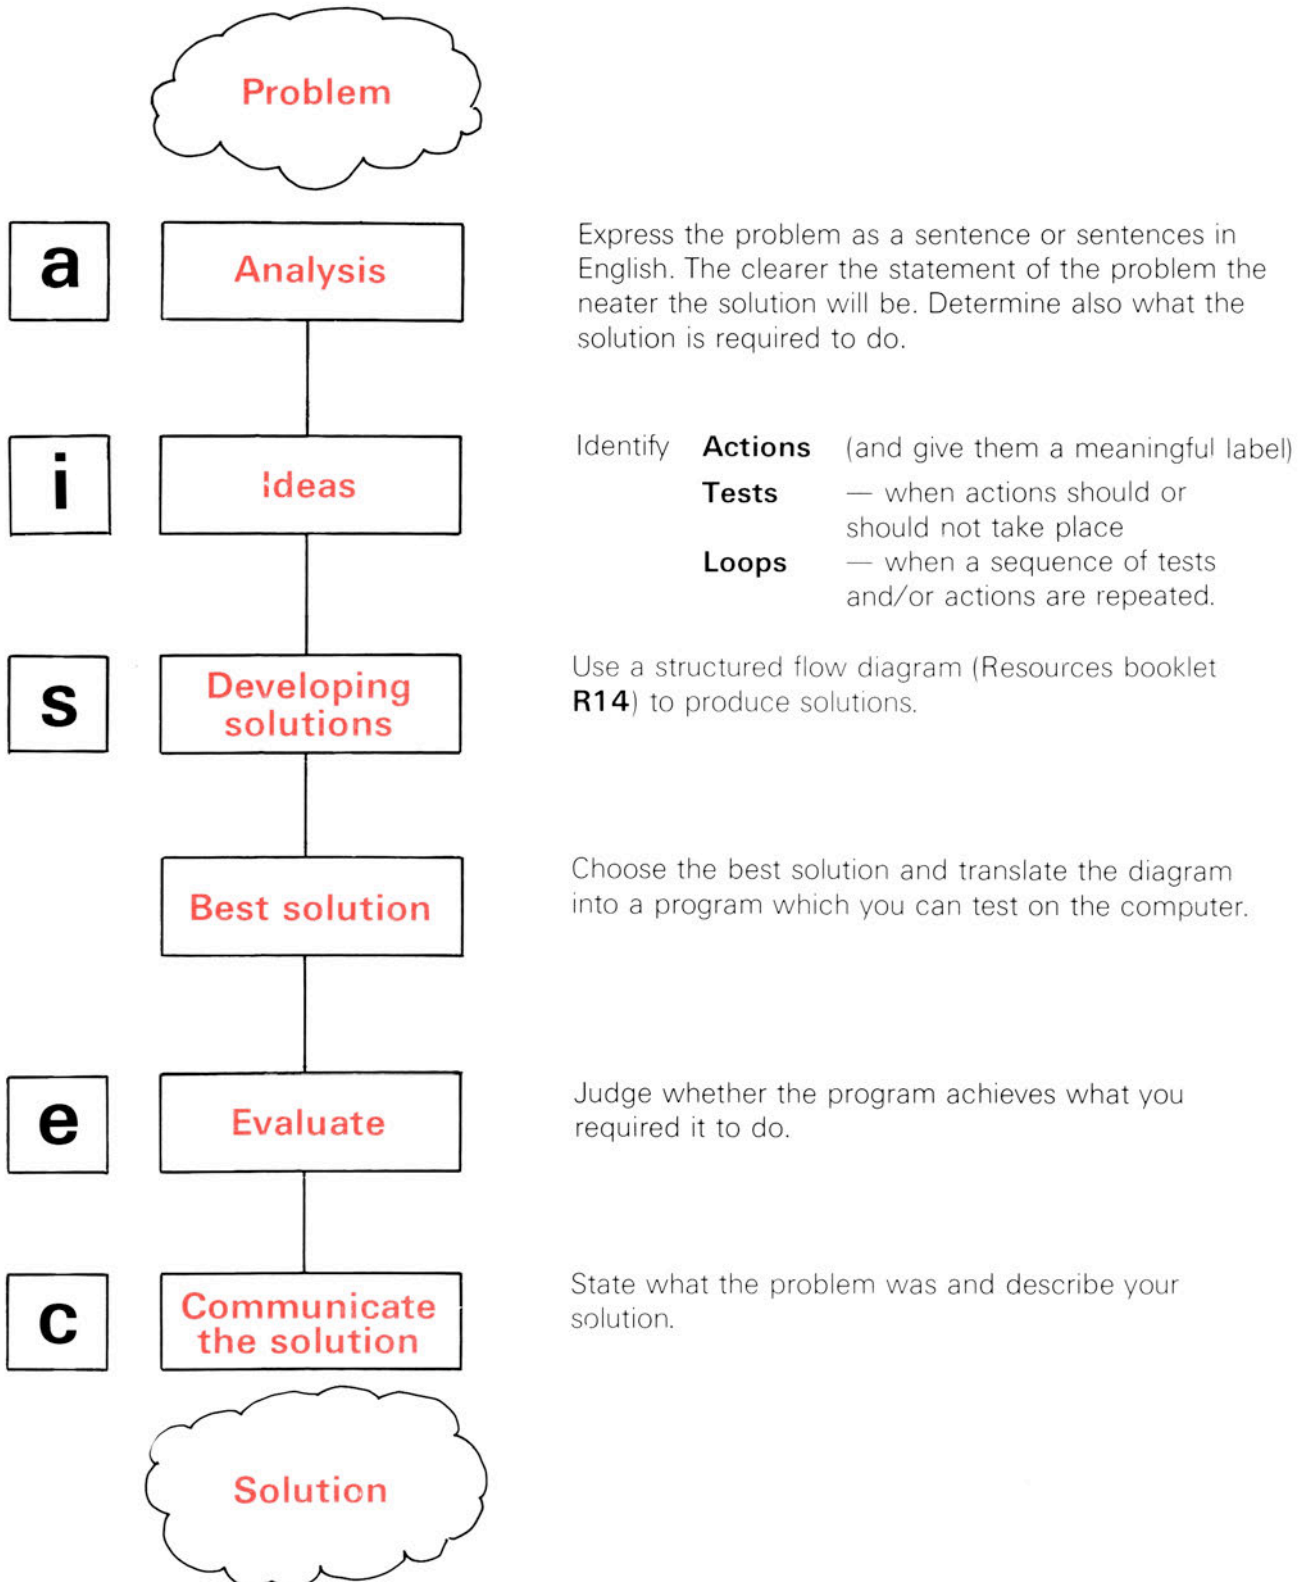 Problem
a
Analysis
Express the problem as a sentence or sentences in
English. The clearer the statement of the problem the
neater the solution will be. Determine also what the
solution is required to do.
i
Ideas
Identify Actions (and give them a meaningful label)
Tests — when actions should or
should not take place
Loops — when a sequence of tests
and/or actions are repeated.
s
Developing
solutions
Use a structured flow diagram (Resources booklet
R14) to produce solutions.
Best solution
Choose the best solution and translate the diagram
into a program which you can test on the computer.
e
Evaluate
Judge whether the program achieves what you
required it to do.
c
Communicate
the solution
State what the problem was and describe your
solution.
Solution